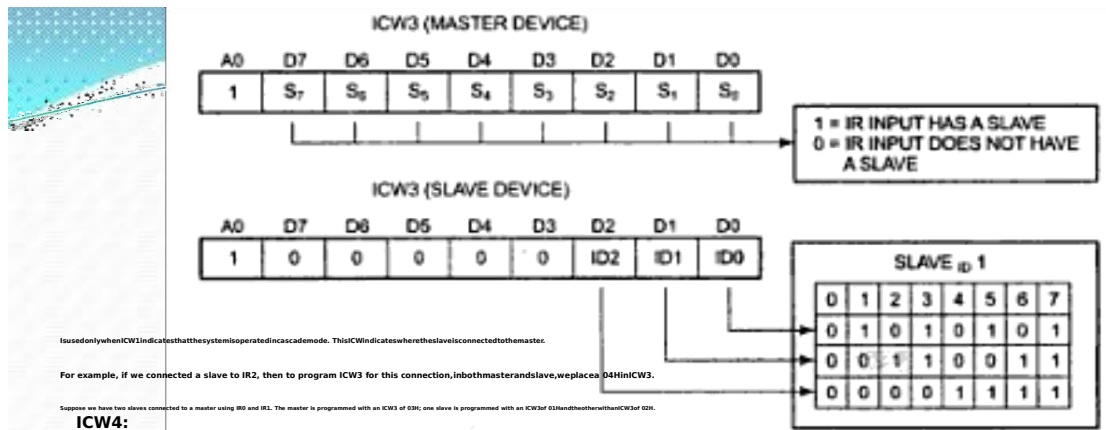 ICW3 (MASTER DEVICE)
A0 D7 D6 D5 D4 D3 D2 D1 D0
1 S7 S6 S5 S4 S3 S2 S1 S0
1 = IR INPUT HAS A SLAVE
0 = IR INPUT DOES NOT HAVE
A SLAVE
ICW3 (SLAVE DEVICE)
A0 D7 D6 D5 D4 D3 D2 D1 D0
1 0 0 0 0 0 ID2 ID1 ID0
SLAVE ID 1
0 1 2 3 4 5 6 7
0 1 0 1 0 1 0 1
0 0 1 1 0 0 1 1
0 0 0 0 1 1 1 1
IsusedonlywhenICW1indicatesthatthesystemisoperatedincascademode. ThisICWindicateswheretheslaveisconnectedtothemaster.
For example, if we connected a slave to IR2, then to program ICW3 for this connection,inbothmasterandslave,weplacea 04HinICW3.
Suppose we have two slaves connected to a master using IR0 and IR1. The master is programmed with an ICW3 of 03H; one slave is programmed with an ICW3of 01HandtheotherwithanICW3of 02H.
ICW4: